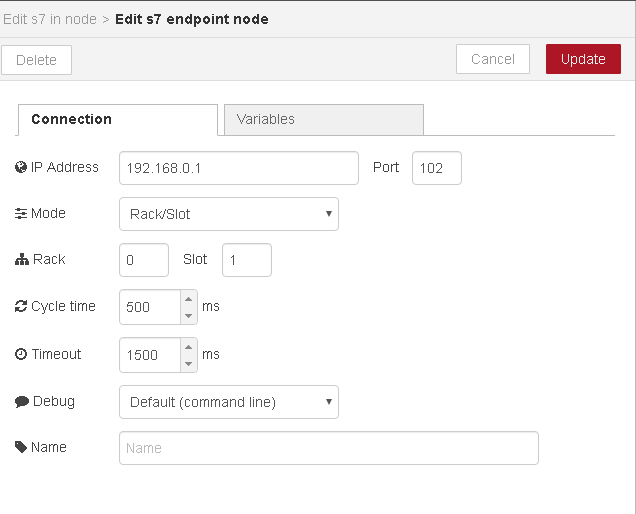 Edit s7 in node > Edit s7 endpoint node
Delete Cancel Update
Connection Variables
IP Address 192.168.0.1 Port 102
Mode Rack/Slot
Rack 0 Slot 1
Cycle time 500 ms
Timeout 1500 ms
Debug Default (command line)
Name Name